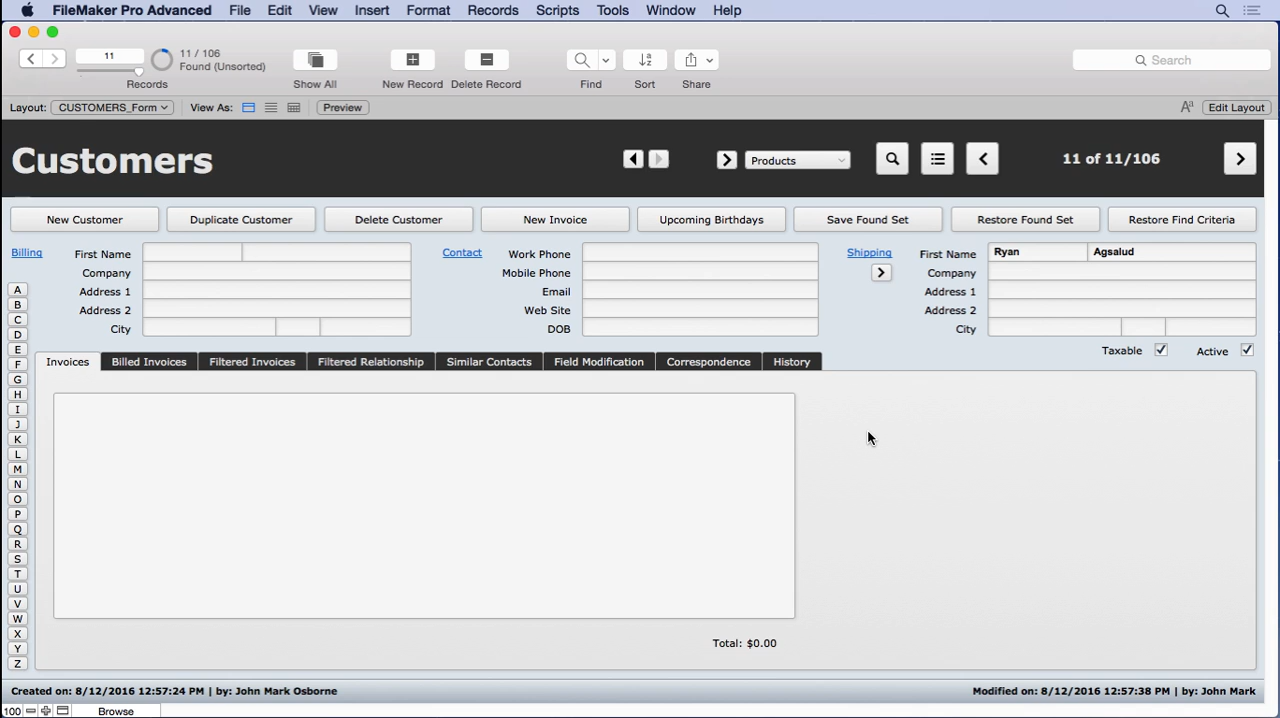 FileMaker Pro Advanced File Edit View Insert Format Records Scripts Tools Window Help
11
11 / 106
Found (Unsorted)
Records
Show All
New Record
Delete Record
Find
Sort
Share
Search
Layout: CUSTOMERS_Form View As: Preview Aa Edit Layout
Customers
Products
11 of 11/106
New Customer Duplicate Customer Delete Customer New Invoice Upcoming Birthdays Save Found Set Restore Found Set Restore Find Criteria
Billing
First Name
Company
Address 1
Address 2
City
Contact
Work Phone
Mobile Phone
Email
Web Site
DOB
Shipping
First Name Ryan Agsalud
Company
Address 1
Address 2
City
Taxable Active
A
B
C
D
E
F
G
H
I
J
K
L
M
N
O
P
Q
R
S
T
U
V
W
X
Y
Z
Invoices Billed Invoices Filtered Invoices Filtered Relationship Similar Contacts Field Modification Correspondence History
Total: $0.00
Created on: 8/12/2016 12:57:24 PM | by: John Mark Osborne
Modified on: 8/12/2016 12:57:38 PM | by: John Mark
100 Browse